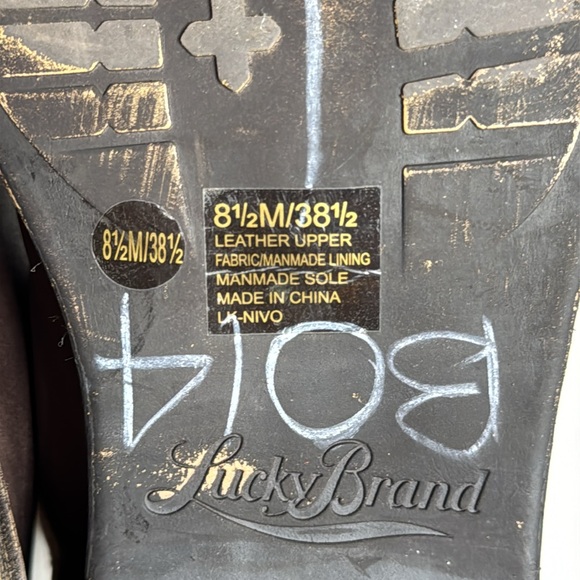 8½M/38½
8½M/38½
LEATHER UPPER
FABRIC/MANMADE LINING
MANMADE SOLE
MADE IN CHINA
LK-NIVO
B014
Lucky Brand